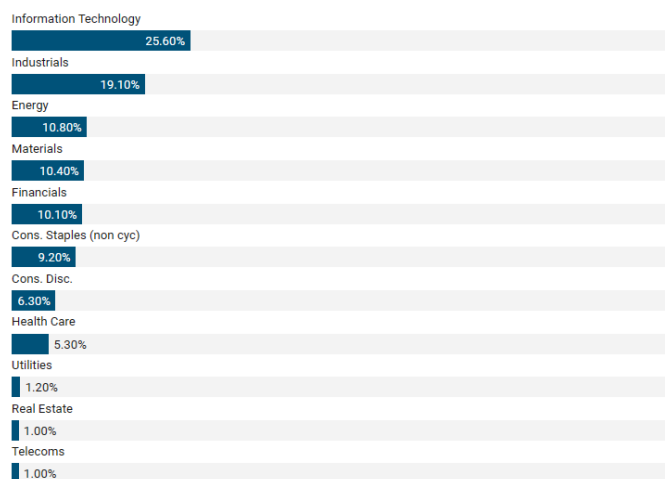 Information Technology
25.60%
Industrials
19.10%
Energy
10.80%
Materials
10.40%
Financials
10.10%
Cons. Staples (non cyc)
9.20%
Cons. Disc.
6.30%
Health Care
5.30%
Utilities
1.20%
Real Estate
1.00%
Telecoms
1.00%